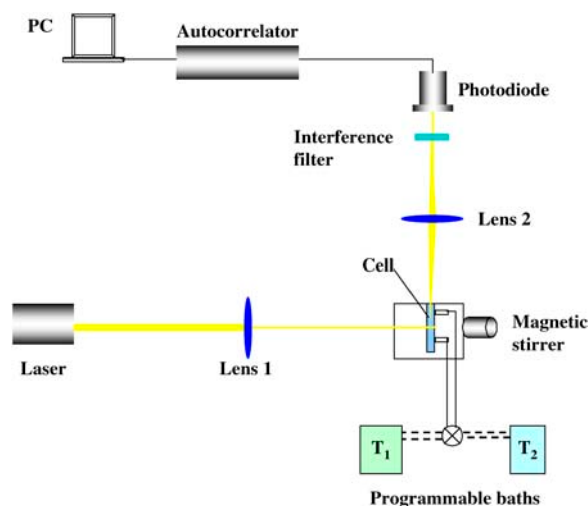 PC
Autocorrelator
Photodiode
Interference
filter
Lens 2
Cell
Magnetic
stirrer
Laser
Lens 1
T1
T2
Programmable baths